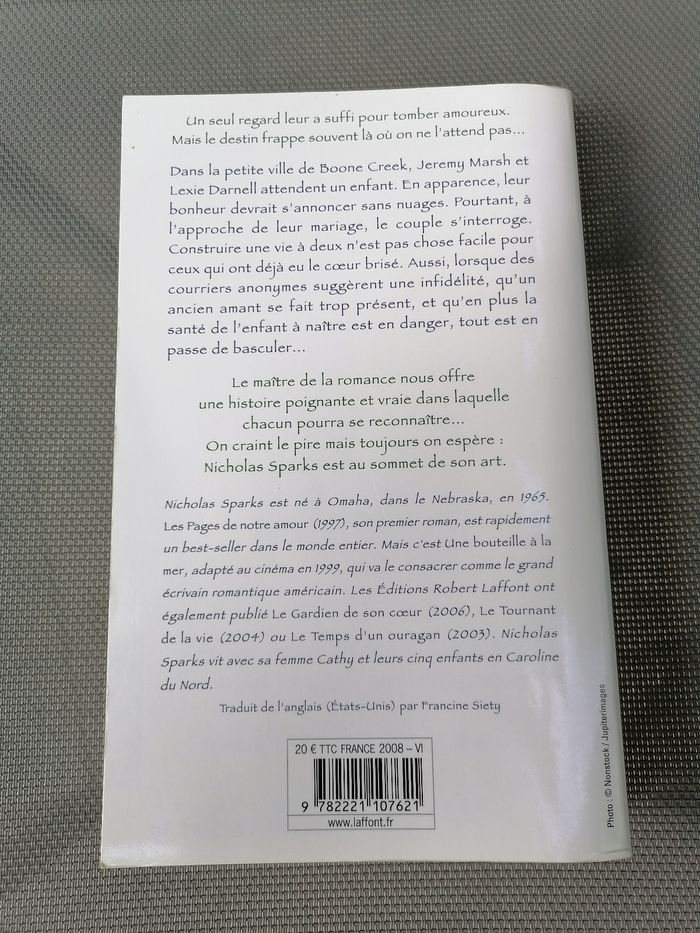 Un seul regard leur a suffi pour tomber amoureux.
Mais le destin frappe souvent là où on ne l'attend pas...
Dans la petite ville de Boone Creek, Jeremy Marsh et
Lexie Darnell attendent un enfant. En apparence, leur
bonheur devrait s'annoncer sans nuages. Pourtant, à
l'approche de leur mariage, le couple s'interroge.
Construire une vie à deux n'est pas chose facile pour
ceux qui ont déjà eu le cœur brisé. Aussi, lorsque des
courriers anonymes suggèrent une infidélité, qu'un
ancien amant se fait trop présent, et qu'en plus la
santé de l'enfant à naître est en danger, tout est en
passe de basculer...
Le maître de la romance nous offre
une histoire poignante et vraie dans laquelle
chacun pourra se reconnaître...
On craint le pire mais toujours on espère :
Nicholas Sparks est au sommet de son art.
Nicholas Sparks est né à Omaha, dans le Nebraska, en 1965.
Les Pages de notre amour (1997), son premier roman, est rapidement
un best-seller dans le monde entier. Mais c'est Une bouteille à la
mer, adapté au cinéma en 1999, qui va le consacrer comme le grand
écrivain romantique américain. Les Éditions Robert Laffont ont
également publié Le Gardien de son cœur (2006), Le Tournant
de la vie (2004) ou Le Temps d'un ouragan (2003). Nicholas
Sparks vit avec sa femme Cathy et leurs cinq enfants en Caroline
du Nord.
Traduit de l'anglais (États-Unis) par Francine Siety
20 € TTC FRANCE 2008 – VI
9 782221 107621
www.laffont.fr
Photo : © Nonstock / Jupiterimages